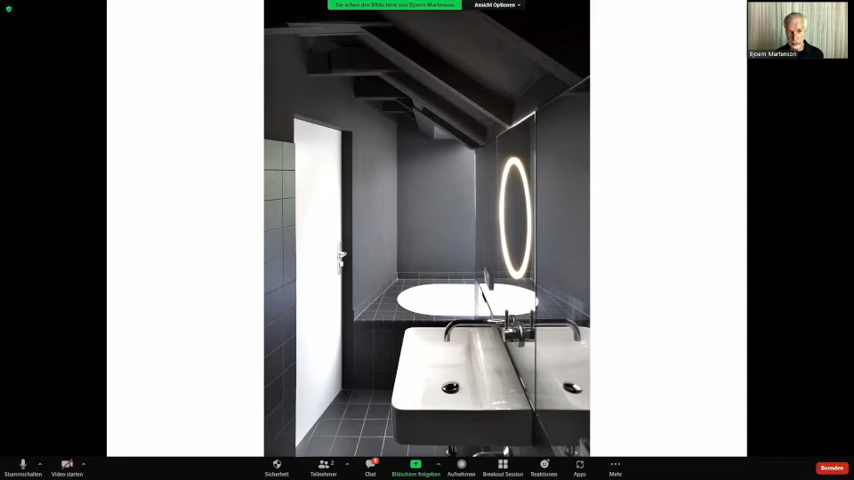 Sie sehen den Bildschirm von Bjoern Martenson
Ansicht Optionen
Bjoern Martenson
Stummschalten
Video starten
Sicherheit
2
Teilnehmer
Chat
Bildschirm freigeben
Aufnehmen
Breakout Session
Reaktionen
Apps
Mehr
Beenden